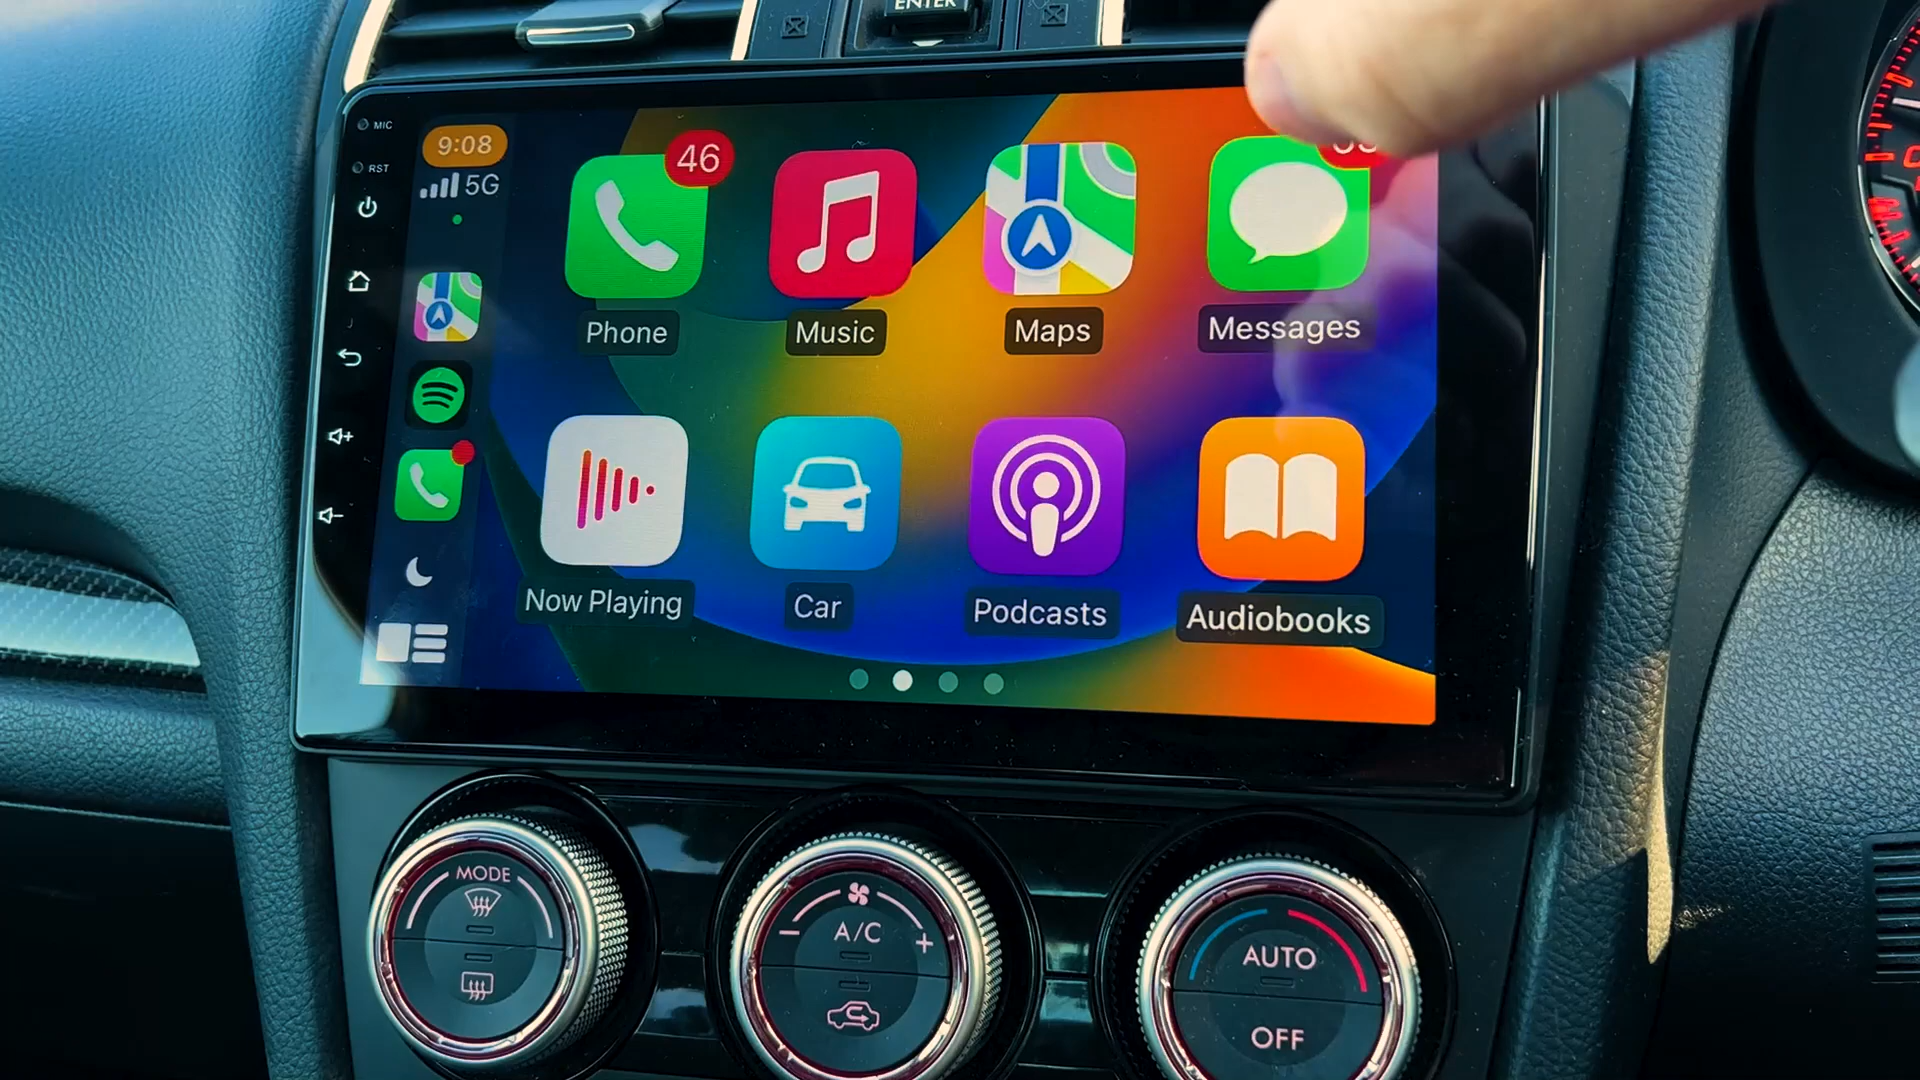 ENTER
MIC
RST
9:08
5G
46
Phone
Music
Maps
Messages
Now Playing
Car
Podcasts
Audiobooks
MODE
A/C
- +
AUTO
OFF